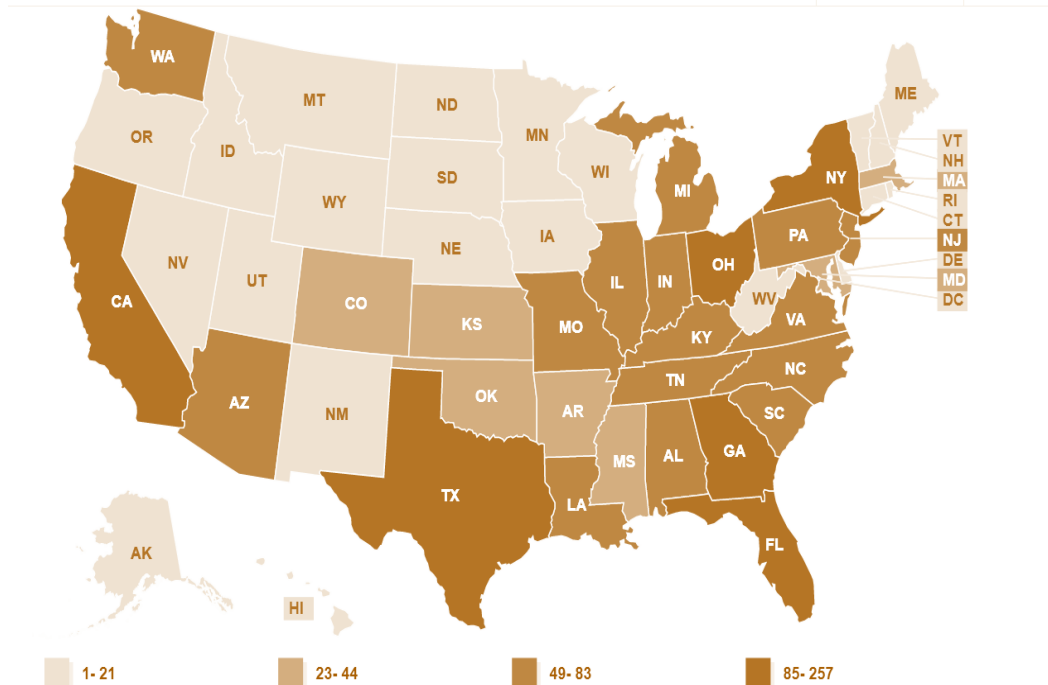 WA
MT
ND
MN
ME
OR
ID
SD
WI
MI
VT
NH
MA
RI
CT
NJ
DE
MD
DC
NY
WY
IA
NE
PA
NV
UT
CA
CO
KS
MO
IL
IN
OH
WV
VA
KY
NC
TN
AZ
NM
OK
AR
SC
MS
AL
GA
TX
LA
FL
AK
HI
1- 21
23- 44
49- 83
85- 257